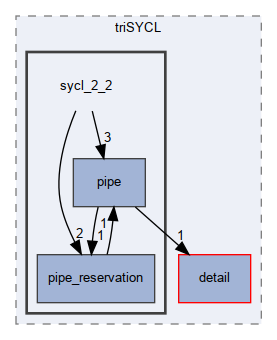 triSYCL
sycl_2_2
3
pipe
1
1
1
2
pipe_reservation
detail